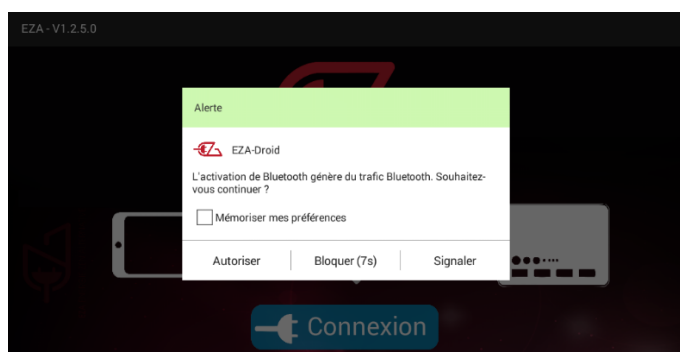 EZA - V1.2.5.0
Alerte
EZA-Droid
L'activation de Bluetooth génère du trafic Bluetooth. Souhaitez-
vous continuer ?
Mémoriser mes préférences
Autoriser
Bloquer (7s)
Signaler
Connexion